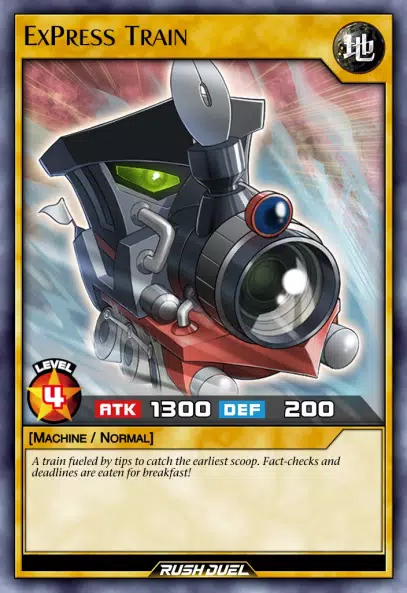 ExPress Train
地
LEVEL
4
ATK 1300 DEF 200
[Machine / Normal]
A train fueled by tips to catch the earliest scoop. Fact-checks and
deadlines are eaten for breakfast!
RUSH DUEL